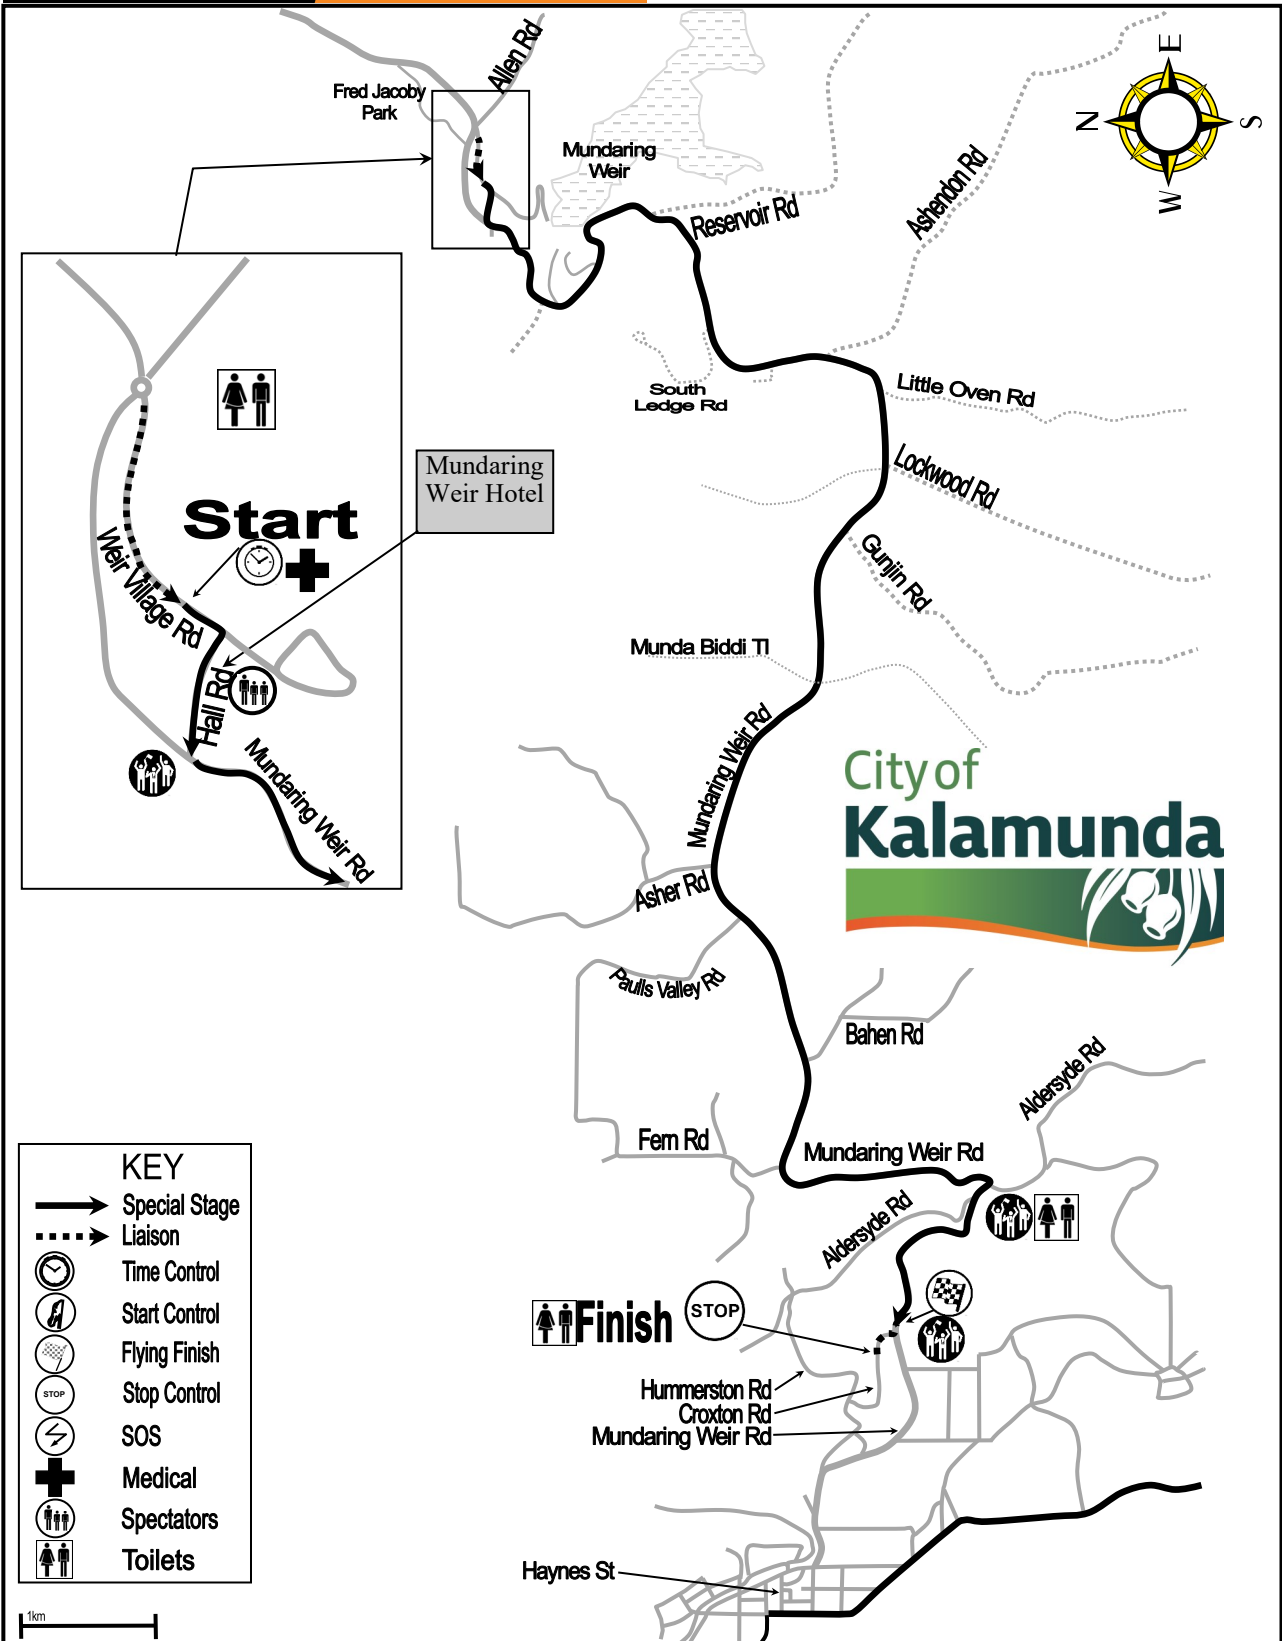 Allen Rd
Fred Jacoby
Park
Mundaring
Weir
Reservoir Rd
Ashendon Rd
E
N
S
W
South
Ledge Rd
Little Oven Rd
Lockwood Rd
Gunjin Rd
Munda Biddi Tl
Mundaring
Weir Hotel
Start
Weir Village Rd
Hall Rd
Mundaring Weir Rd
Mundaring Weir Rd
City of
Kalamunda
Asher Rd
Paulls Valley Rd
Bahen Rd
Aldersyde Rd
Fern Rd
Mundaring Weir Rd
Aldersyde Rd
Finish
STOP
Hummerston Rd
Croxton Rd
Mundaring Weir Rd
Haynes St
KEY
Special Stage
Liaison
Time Control
Start Control
Flying Finish
STOP
Stop Control
SOS
Medical
Spectators
Toilets
1km